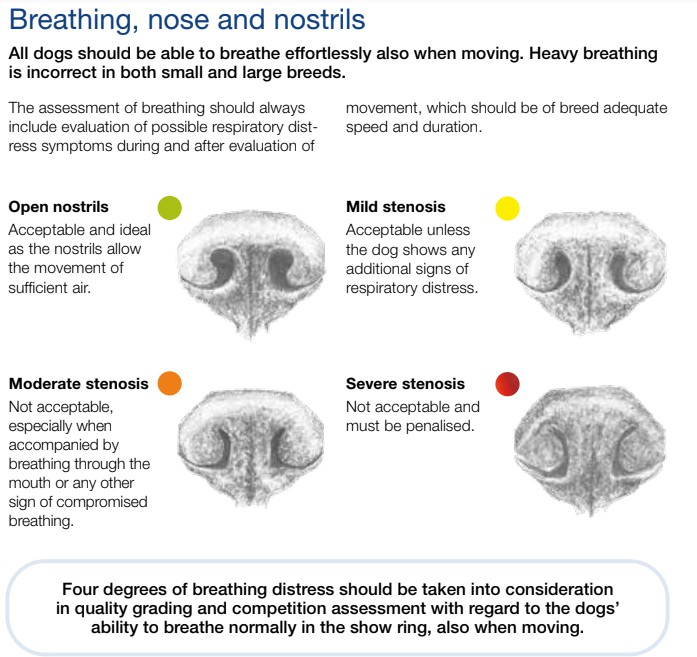 Breathing, nose and nostrils
All dogs should be able to breathe effortlessly also when moving. Heavy breathing
is incorrect in both small and large breeds.
The assessment of breathing should always
include evaluation of possible respiratory dist-
ress symptoms during and after evaluation of
movement, which should be of breed adequate
speed and duration.
Open nostrils
Acceptable and ideal
as the nostrils allow
the movement of
sufficient air.
Mild stenosis
Acceptable unless
the dog shows any
additional signs of
respiratory distress.
Moderate stenosis
Not acceptable,
especially when
accompanied by
breathing through the
mouth or any other
sign of compromised
breathing.
Severe stenosis
Not acceptable and
must be penalised.
Four degrees of breathing distress should be taken into consideration
in quality grading and competition assessment with regard to the dogs’
ability to breathe normally in the show ring, also when moving.